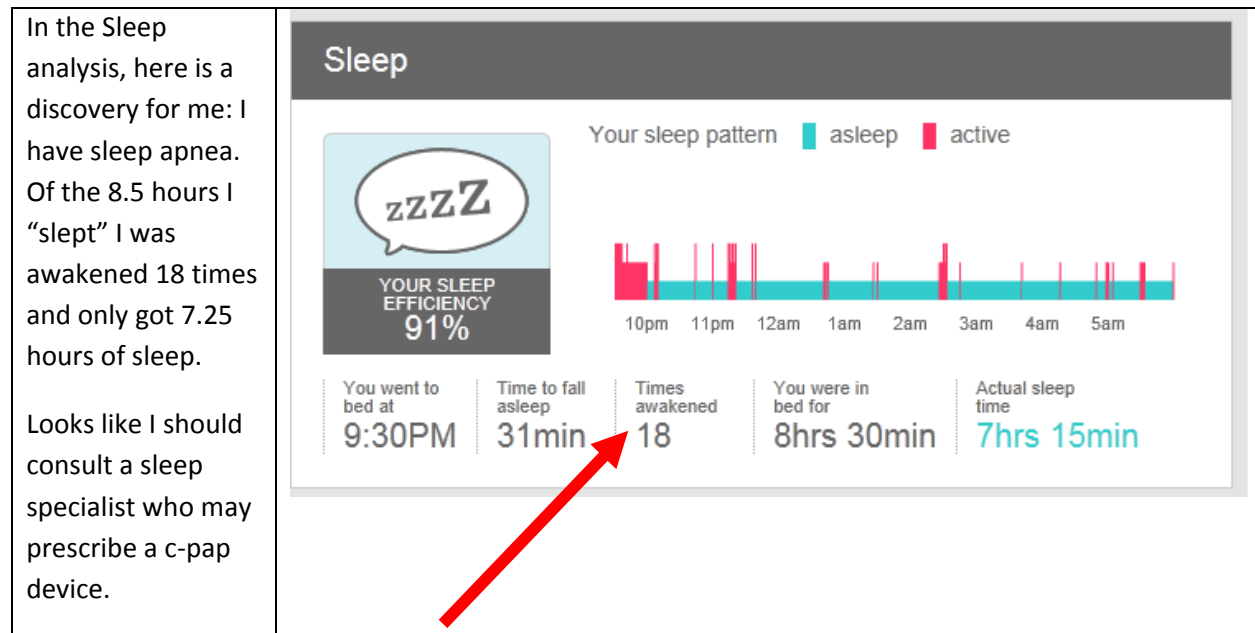 In the Sleep
analysis, here is a
discovery for me: I
have sleep apnea.
Of the 8.5 hours I
“slept” I was
awakened 18 times
and only got 7.25
hours of sleep.
Looks like I should
consult a sleep
specialist who may
prescribe a c-pap
device.
Sleep
zzzZ
YOUR SLEEP
EFFICIENCY
91%
Your sleep pattern asleep active
10pm 11pm 12am 1am 2am 3am 4am 5am
You went to
bed at
9:30PM
Time to fall
asleep
31min
Times
awakened
18
You were in
bed for
8hrs 30min
Actual sleep
time
7hrs 15min